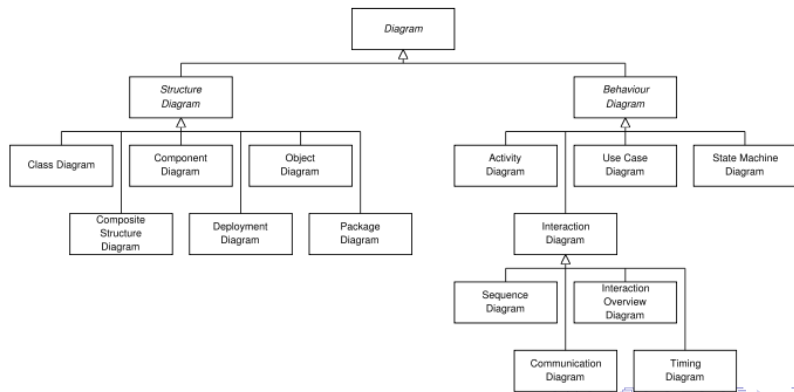 Diagram
Structure
Diagram
Behaviour
Diagram
Class Diagram
Component
Diagram
Object
Diagram
Activity
Diagram
Use Case
Diagram
State Machine
Diagram
Composite
Structure
Diagram
Deployment
Diagram
Package
Diagram
Interaction
Diagram
Sequence
Diagram
Interaction
Overview
Diagram
Communication
Diagram
Timing
Diagram